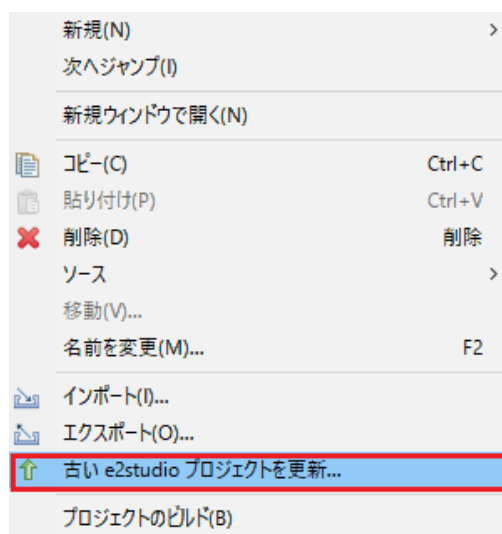 新規(N) >
次へジャンプ(I)
新規ウィンドウで開く(N)
コピー(C) Ctrl+C
貼り付け(P) Ctrl+V
削除(D) 削除
ソース >
移動(V)...
名前を変更(M)... F2
インポート(I)...
エクスポート(O)...
古い e2studio プロジェクトを更新...
プロジェクトのビルド(B)